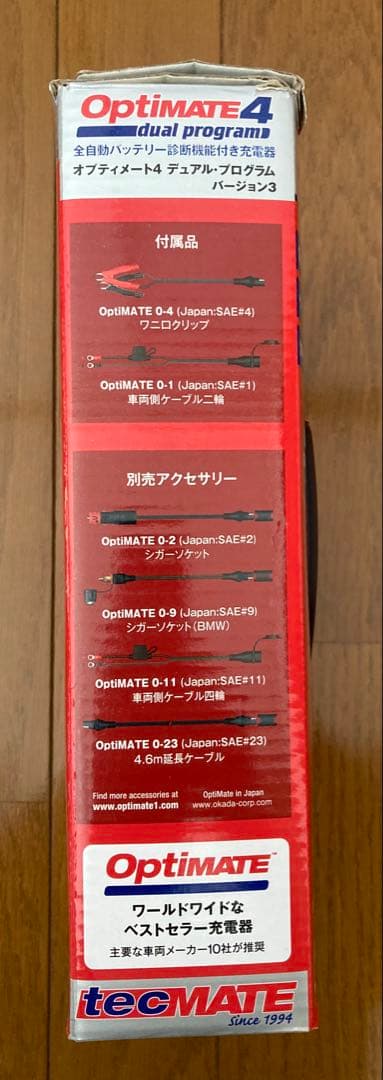 OptiMATE4
dual program
全自動バッテリー診断機能付き充電器
オプティメート4 デュアル・プログラム
バージョン3
付属品
OptiMATE O-4 (Japan:SAE#4)
ワニ口クリップ
OptiMATE O-1 (Japan:SAE#1)
車両側ケーブル二輪
別売アクセサリー
OptiMATE O-2 (Japan:SAE#2)
シガーソケット
OptiMATE O-9 (Japan:SAE#9)
シガーソケット(BMW)
OptiMATE O-11 (Japan:SAE#11)
車両側ケーブル四輪
OptiMATE O-23 (Japan:SAE#23)
4.6m延長ケーブル
Find more accessories at
www.optimate1.com
OptiMate in Japan
www.okada-corp.com
OptiMATE™
ワールドワイドな
ベストセラー充電器
主要な車両メーカー10社が推奨
tecMATE
Since 1994